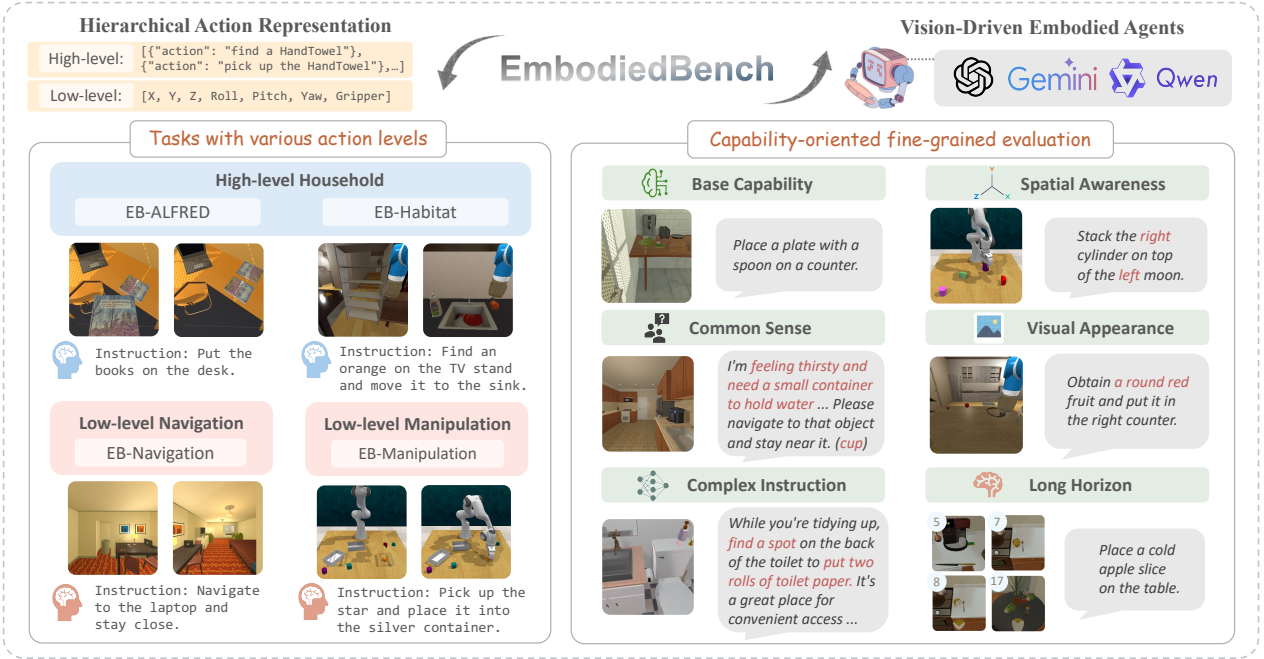 Hierarchical Action Representation
High-level:
[{"action": "find a HandTowel"},
{"action": "pick up the HandTowel"},…]
Low-level:
[X, Y, Z, Roll, Pitch, Yaw, Gripper]
EmbodiedBench
Vision-Driven Embodied Agents
Gemini
Qwen
Tasks with various action levels
High-level Household
EB-ALFRED
EB-Habitat
Instruction: Put the
books on the desk.
Instruction: Find an
orange on the TV stand
and move it to the sink.
Low-level Navigation
EB-Navigation
Low-level Manipulation
EB-Manipulation
Instruction: Navigate
to the laptop and
stay close.
Instruction: Pick up the
star and place it into
the silver container.
Capability-oriented fine-grained evaluation
Base Capability
Place a plate with a
spoon on a counter.
Y
Z
X
Spatial Awareness
Stack the right
cylinder on top
of the left moon.
?
Common Sense
I'm feeling thirsty and
need a small container
to hold water ... Please
navigate to that object
and stay near it. (cup)
Visual Appearance
Obtain a round red
fruit and put it in
the right counter.
Complex Instruction
While you're tidying up,
find a spot on the back
of the toilet to put two
rolls of toilet paper. It's
a great place for
convenient access ...
Long Horizon
5
7
8
17
Place a cold
apple slice
on the table.